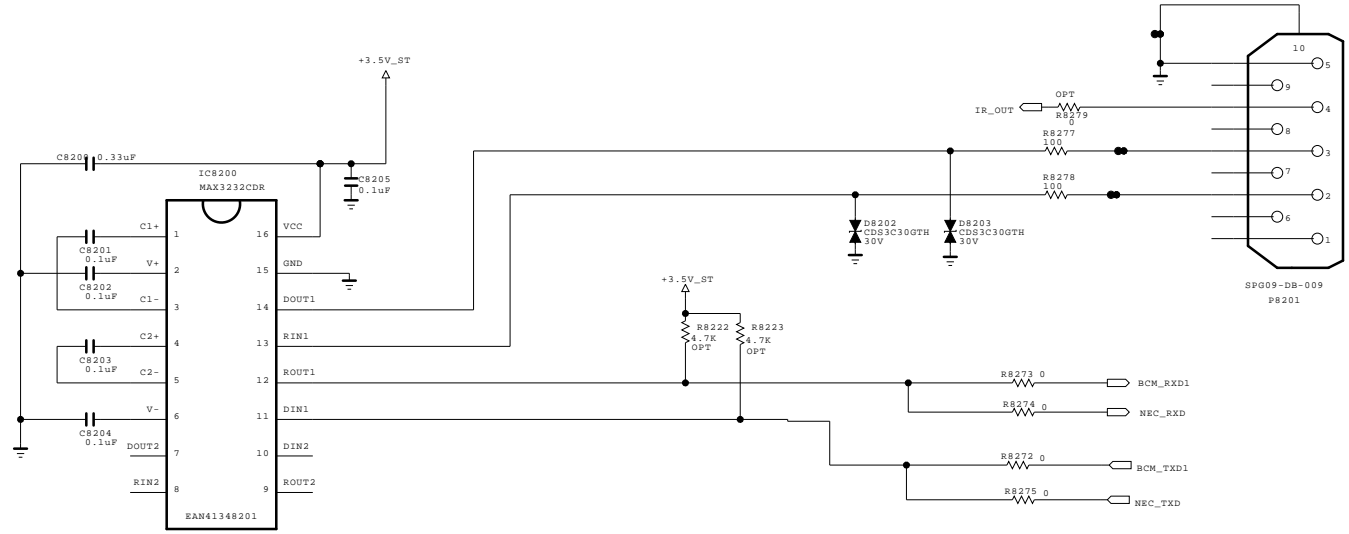 10
5
9
4
8
3
7
2
6
1
SPG09-DB-009
P8201
+3.5V_ST
IR_OUT
OPT
R8279
0
R8277
100
R8278
100
C8200 0.33uF
C8205
0.1uF
IC8200
MAX3232CDR
D8202
CDS3C30GTH
30V
D8203
CDS3C30GTH
30V
C1+
1
C8201
0.1uF
V+
2
C8202
0.1uF
C1-
3
C2+
4
C8203
0.1uF
C2-
5
V-
6
C8204
0.1uF
DOUT2
7
RIN2
8
16
VCC
15
GND
14
DOUT1
13
RIN1
12
ROUT1
11
DIN1
10
DIN2
9
ROUT2
EAN41348201
+3.5V_ST
R8222
4.7K
OPT
R8223
4.7K
OPT
R8273 0
BCM_RXD1
R8274 0
NEC_RXD
R8272 0
BCM_TXD1
R8275 0
NEC_TXD